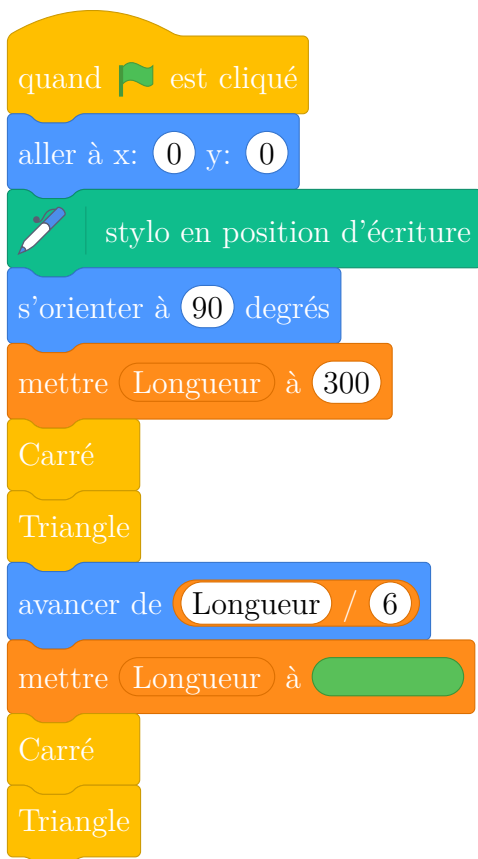 quand est cliqué
aller à x: 0 y: 0
stylo en position d'écriture
s'orienter à 90 degrés
mettre Longueur à 300
Carré
Triangle
avancer de Longueur / 6
mettre Longueur à
Carré
Triangle